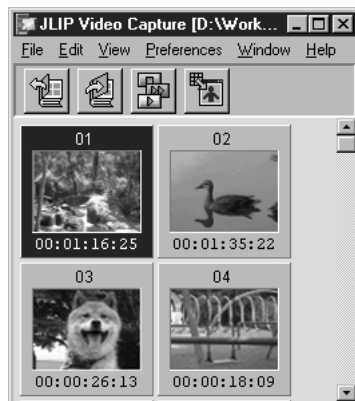 JLIP Video Capture [D:\Work...
File Edit View Preferences Window Help
01 02
00:01:16:25 00:01:35:22
03 04
00:00:26:13 00:00:18:09